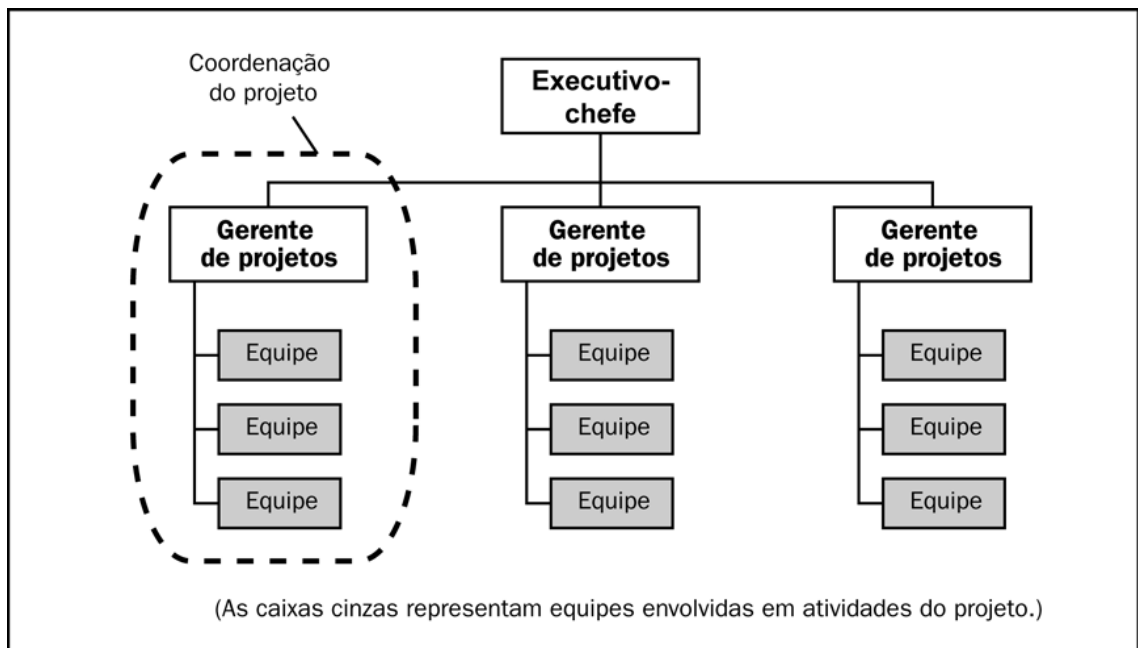 Coordenação
do projeto
Executivo-
chefe
Gerente
de projetos
Gerente
de projetos
Gerente
de projetos
Equipe
Equipe
Equipe
Equipe
Equipe
Equipe
Equipe
Equipe
Equipe
(As caixas cinzas representam equipes envolvidas em atividades do projeto.)